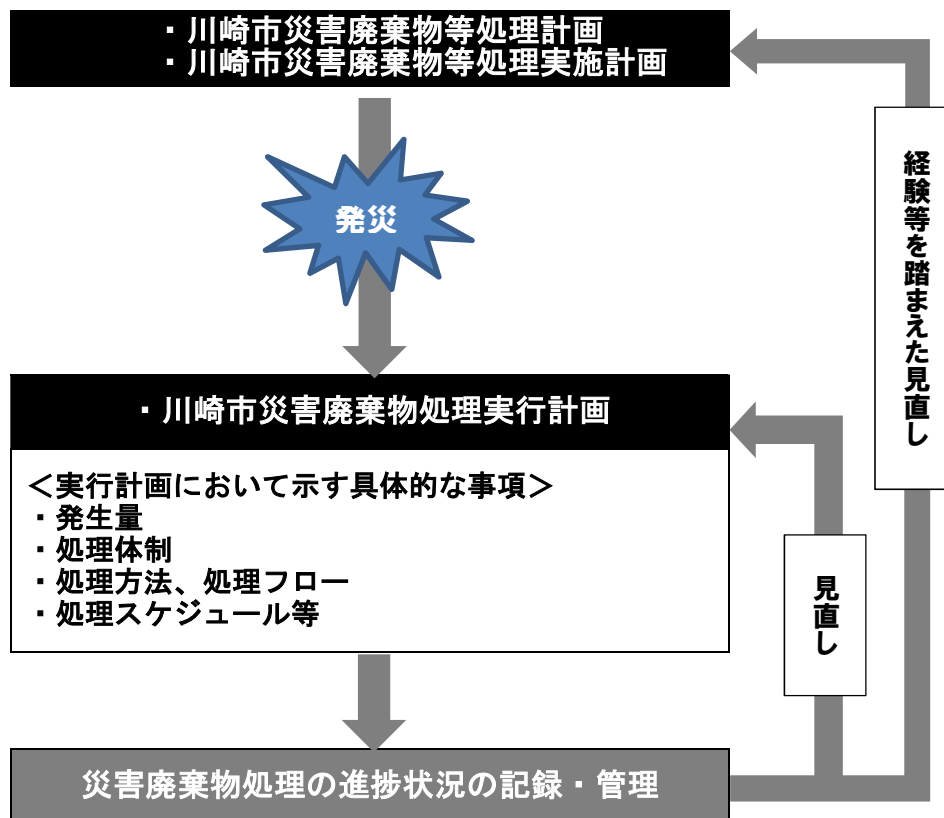 ・川崎市災害廃棄物等処理計画
・川崎市災害廃棄物等処理実施計画
発災
・川崎市災害廃棄物処理実行計画
＜実行計画において示す具体的な事項＞
・発生量
・処理体制
・処理方法、処理フロー
・処理スケジュール等
災害廃棄物処理の進捗状況の記録・管理
見直し
経験等を踏まえた見直し